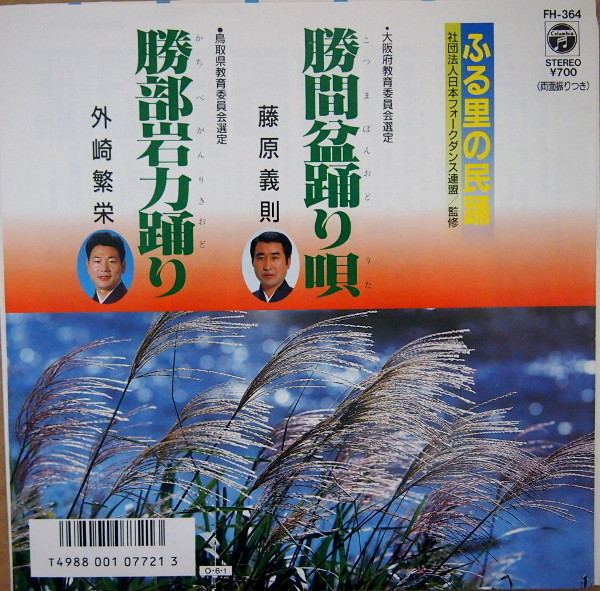 FH-364
Columbia
STEREO
¥700
(両面振りつき)
ふる里の民踊
社団法人日本フォークダンス連盟/監修
●大阪府教育委員会選定
勝間盆踊り唄
こつまぼんおどうた
藤原義則
●鳥取県教育委員会選定
勝部岩力踊り
かちべがんりきおど
外崎繁栄
T4988 001 07721 3
O・6・1